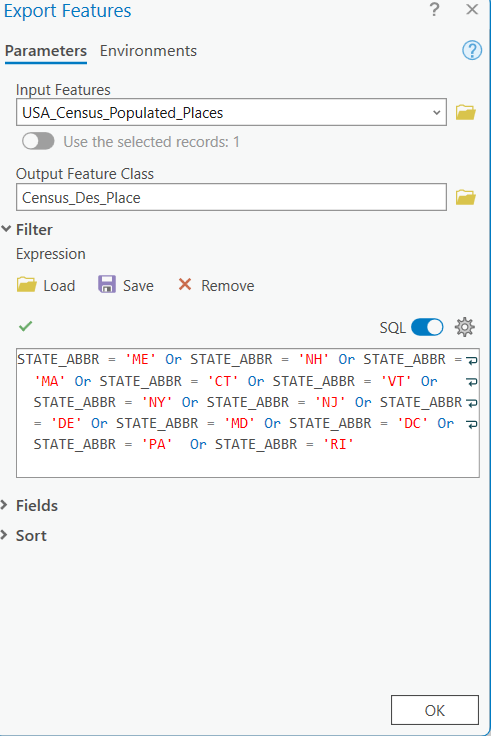 Export Features
? ×
Parameters Environments
?
Input Features
USA_Census_Populated_Places
Use the selected records: 1
Output Feature Class
Census_Des_Place
Filter
Expression
Load Save Remove
SQL
STATE_ABBR = 'ME' Or STATE_ABBR = 'NH' Or STATE_ABBR =
'MA' Or STATE_ABBR = 'CT' Or STATE_ABBR = 'VT' Or
STATE_ABBR = 'NY' Or STATE_ABBR = 'NJ' Or STATE_ABBR
= 'DE' Or STATE_ABBR = 'MD' Or STATE_ABBR = 'DC' Or
STATE_ABBR = 'PA'  Or STATE_ABBR = 'RI'
Fields
Sort
OK